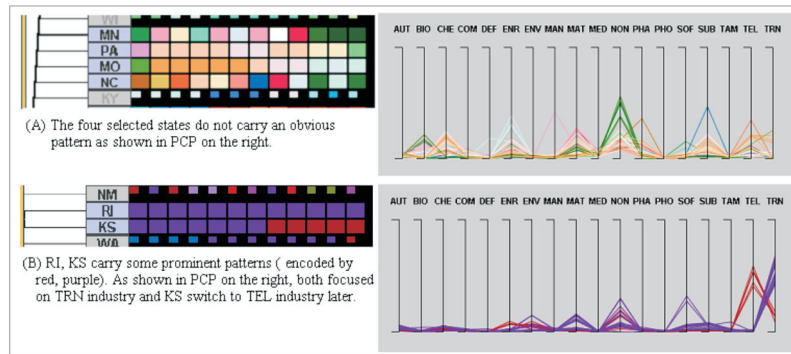 WI
MN
PA
MO
NC
KY
AUT BIO CHE COM DEF ENR ENV MAN MAT MED NON PHA PHO SOF SUB TAM TEL TRN
(A) The four selected states do not carry an obvious
pattern as shown in PCP on the right.
NM
RI
KS
WA
AUT BIO CHE COM DEF ENR ENV MAN MAT MED NON PHA PHO SOF SUB TAM TEL TRN
(B) RI, KS carry some prominent patterns ( encoded by
red, purple). As shown in PCP on the right, both focused
on TRN industry and KS switch to TEL industry later.